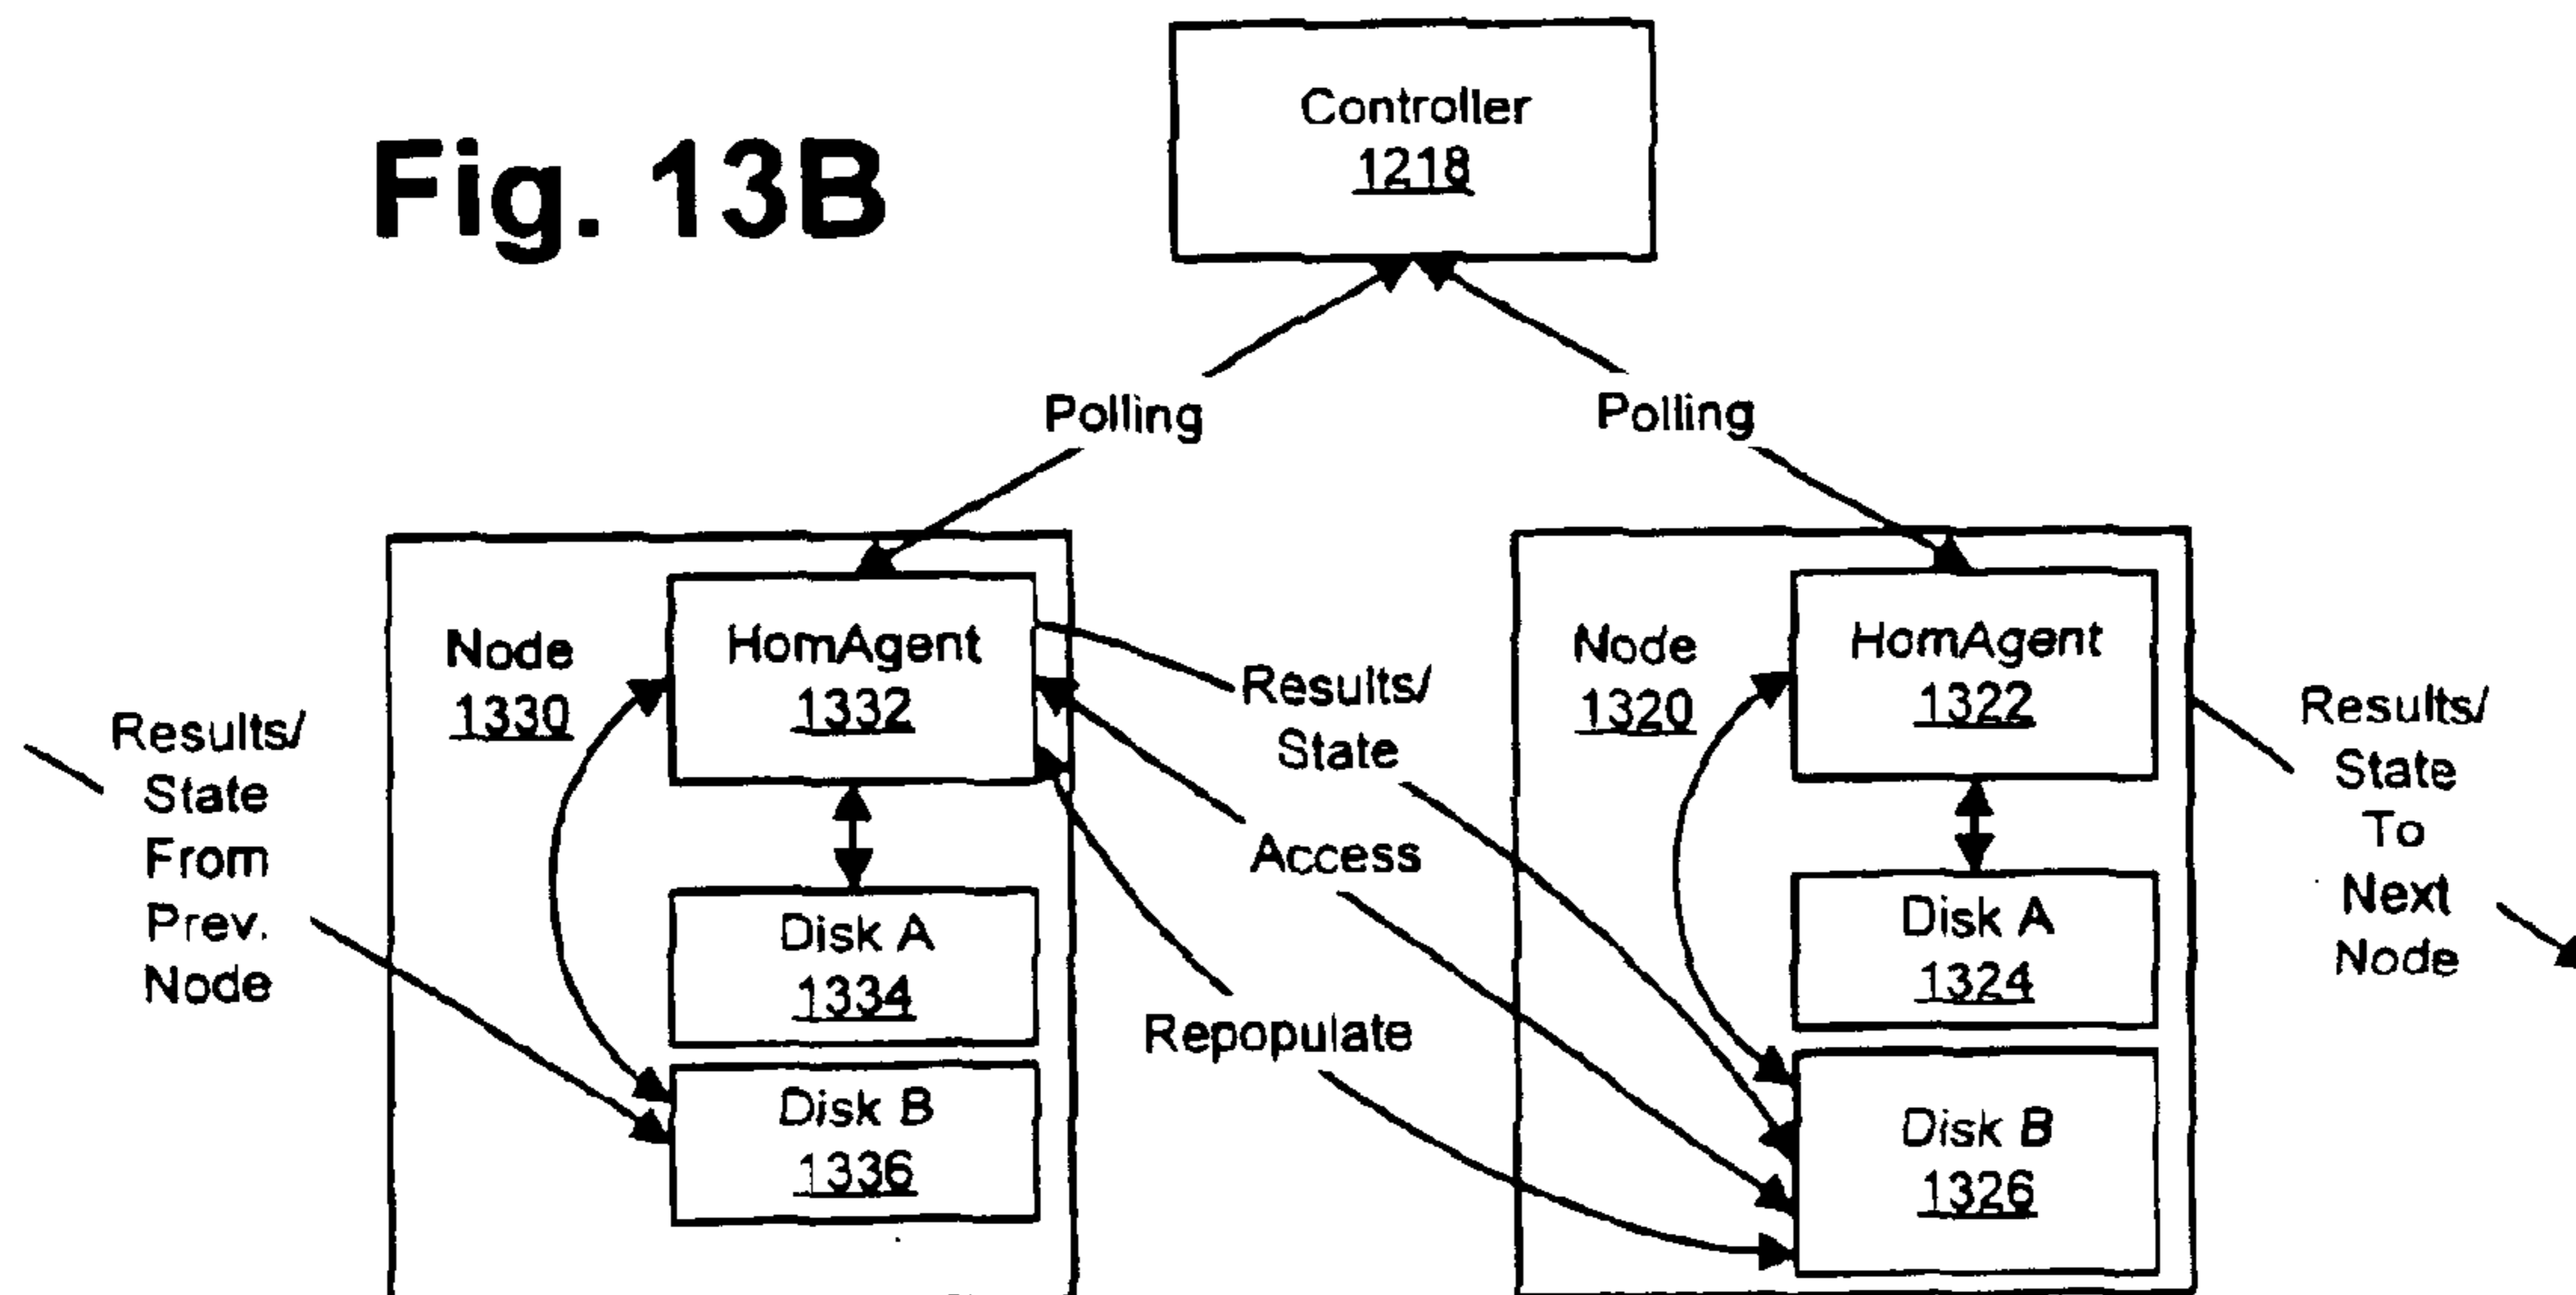 Fig. 13B
Controller
1218
Polling
Polling
Node
1330
HomAgent
1332
Disk A
1334
Disk B
1336
Results/
State
From
Prev.
Node
Results/
State
Access
Repopulate
Node
1320
HomAgent
1322
Disk A
1324
Disk B
1326
Results/
State
To
Next
Node